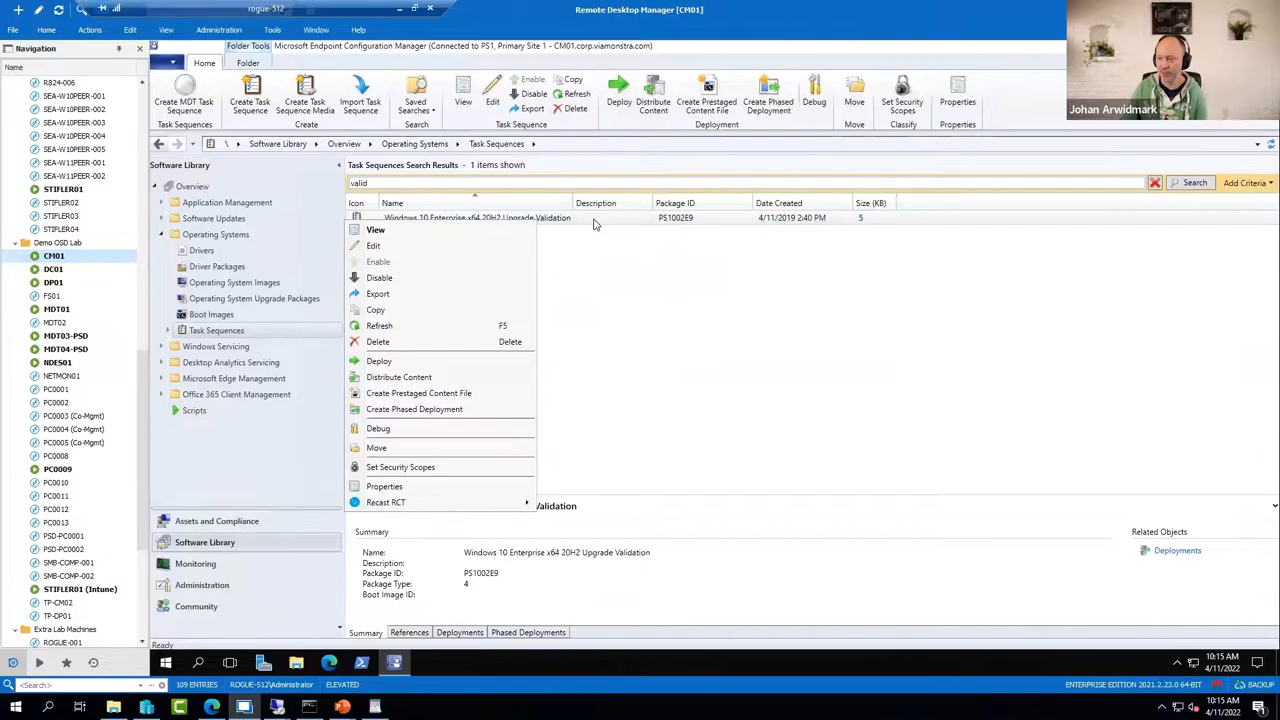 rogue-512
Remote Desktop Manager [CM01]
File Home Actions Edit View Administration Tools Window Help
Johan Arwidmark
Navigation
Name
R824-006
SEA-W10PEER-001
SEA-W10PEER-002
SEA-W10PEER-003
SEA-W10PEER-004
SEA-W10PEER-005
SEA-W11PEER-001
SEA-W11PEER-002
STIFLER01
STIFLER02
STIFLER03
STIFLER04
Demo OSD Lab
CM01
DC01
DP01
FS01
MDT01
MDT02
MDT03-PSD
MDT04-PSD
NDES01
NETMON01
PC0001
PC0002
PC0003 (Co-Mgmt)
PC0004 (Co-Mgmt)
PC0005 (Co-Mgmt)
PC0008
PC0009
PC0010
PC0011
PC0012
PC0013
PSD-PC0001
PSD-PC0002
SMB-COMP-001
SMB-COMP-002
STIFLER01 (Intune)
TP-CM02
TP-DP01
Extra Lab Machines
ROGUE-001
Folder Tools Microsoft Endpoint Configuration Manager (Connected to PS1, Primary Site 1 - CM01.corp.viamonstra.com)
Home Folder
Create MDT Task Sequence
Task Sequences
Create Task Sequence
Create Task Sequence Media
Import Task Sequence
Create
Saved Searches
Search
View
Edit
Enable
Disable
Export
Copy
Refresh
Delete
Task Sequence
Deploy
Distribute Content
Create Prestaged Content File
Create Phased Deployment
Deployment
Debug
Move
Move
Set Security Scopes
Classify
Properties
Properties
\ Software Library Overview Operating Systems Task Sequences
Software Library
Overview
Application Management
Software Updates
Operating Systems
Drivers
Driver Packages
Operating System Images
Operating System Upgrade Packages
Boot Images
Task Sequences
Windows Servicing
Desktop Analytics Servicing
Microsoft Edge Management
Office 365 Client Management
Scripts
Assets and Compliance
Software Library
Monitoring
Administration
Community
Task Sequences Search Results - 1 items shown
valid
Search
Add Criteria
Icon Name Description Package ID Date Created Size (KB)
Windows 10 Enterprise x64 20H2 Upgrade Validation PS1002E9 4/11/2019 2:40 PM 5
View
Edit
Enable
Disable
Export
Copy
Refresh F5
Delete Delete
Deploy
Distribute Content
Create Prestaged Content File
Create Phased Deployment
Debug
Move
Set Security Scopes
Properties
Recast RCT
Validation
Summary
Name: Windows 10 Enterprise x64 20H2 Upgrade Validation
Description:
Package ID: PS1002E9
Package Type: 4
Boot Image ID:
Related Objects
Deployments
Summary References Deployments Phased Deployments
Ready
10:15 AM
4/11/2022
<Search>
109 ENTRIES ROGUE-512\Administrator ELEVATED
ENTERPRISE EDITION 2021.2.23.0 64-BIT
BACKUP
10:15 AM
4/11/2022